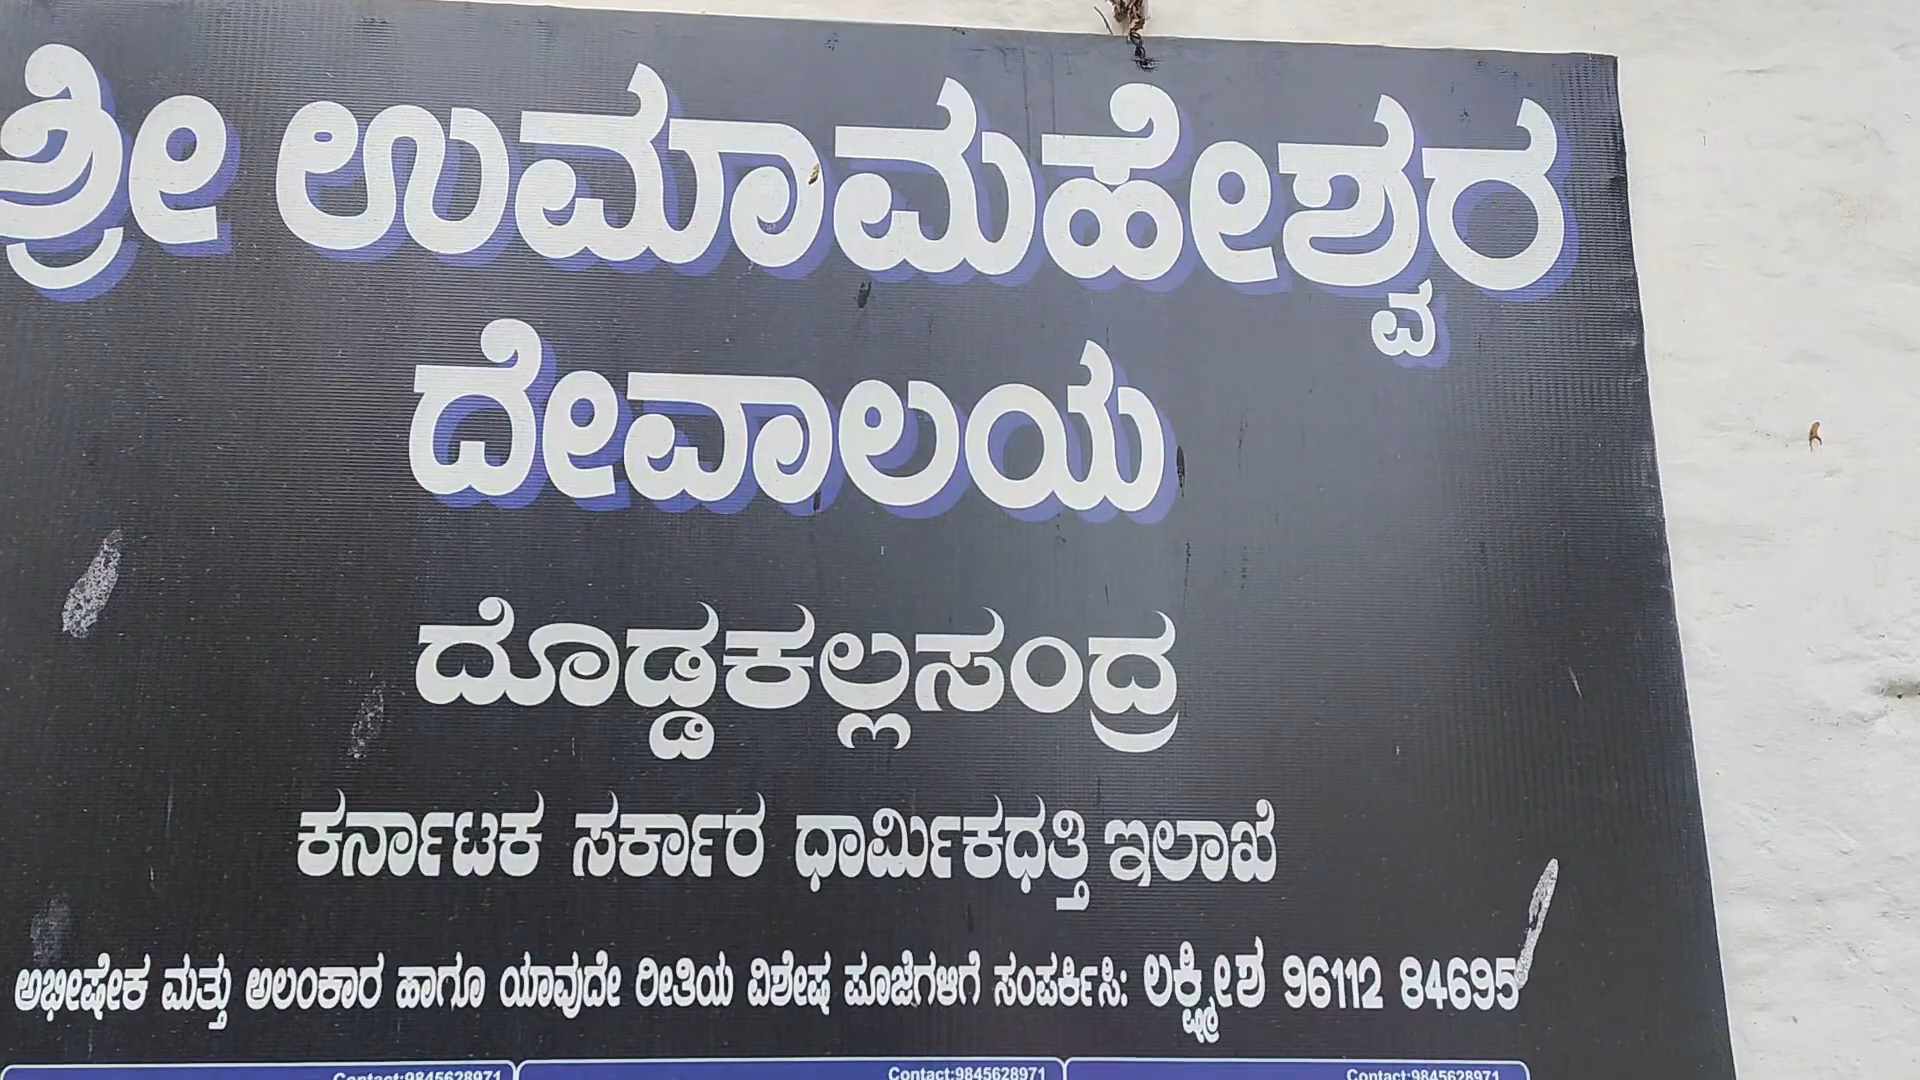 ಶ್ರೀ ಉಮಾಮಹೇಶ್ವರ
ದೇವಾಲಯ
ದೊಡ್ಡಕಲ್ಲಸಂದ್ರ
ಕರ್ನಾಟಕ ಸರ್ಕಾರ ಧಾರ್ಮಿಕಧತ್ತಿ ಇಲಾಖೆ
ಅಭೀಷೇಕ ಮತ್ತು ಅಲಂಕಾರ ಹಾಗೂ ಯಾವುದೇ ರೀತಿಯ ವಿಶೇಷ ಪೂಜೆಗಳಿಗೆ ಸಂಪರ್ಕಿಸಿ: ಲಕ್ಷ್ಮೀಶ 96112 84695
Contact:9845628971 Contact:9845628971 Contact:9845628971